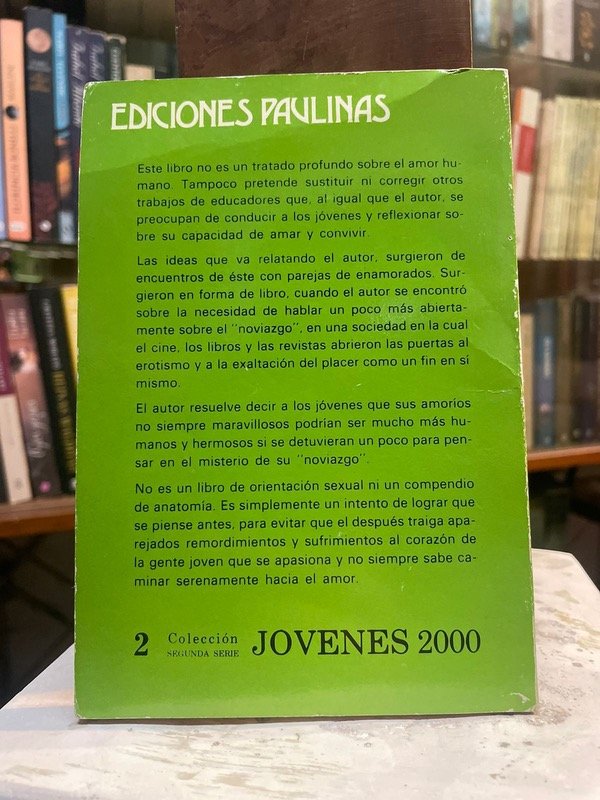 EDICIONES PAULINAS
Este libro no es un tratado profundo sobre el amor hu-
mano. Tampoco pretende sustituir ni corregir otros
trabajos de educadores que, al igual que el autor, se
preocupan de conducir a los jóvenes y reflexionar so-
bre su capacidad de amar y convivir.
Las ideas que va relatando el autor, surgieron de
encuentros de éste con parejas de enamorados. Sur-
gieron en forma de libro, cuando el autor se encontró
sobre la necesidad de hablar un poco más abierta-
mente sobre el "noviazgo", en una sociedad en la cual
el cine, los libros y las revistas abrieron las puertas al
erotismo y a la exaltación del placer como un fin en sí
mismo.
El autor resuelve decir a los jóvenes que sus amoríos
no siempre maravillosos podrían ser mucho más hu-
manos y hermosos si se detuvieran un poco para pen-
sar en el misterio de su "noviazgo".
No es un libro de orientación sexual ni un compendio
de anatomía. Es simplemente un intento de lograr que
se piense antes, para evitar que el después traiga apa-
rejados remordimientos y sufrimientos al corazón de
la gente joven que se apasiona y no siempre sabe ca-
minar serenamente hacia el amor.
2 Colección
SEGUNDA SERIE
JOVENES 2000